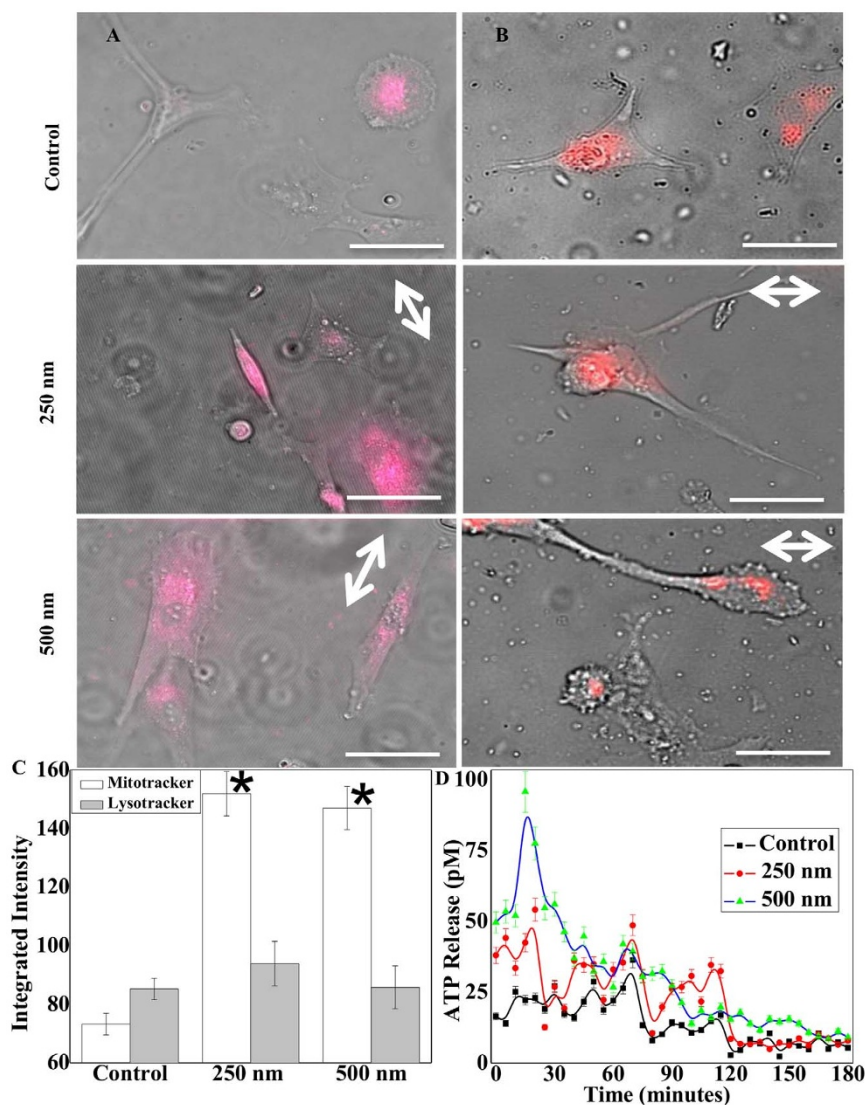 A
B
Control
250 nm
500 nm
C
160
140
120
100
80
60
Integrated Intensity
Mitotracker
Lysotracker
*
*
Control
250 nm
500 nm
D
100
75
50
25
0
ATP Release (pM)
Control
250 nm
500 nm
0
30
60
90
120
150
180
Time (minutes)